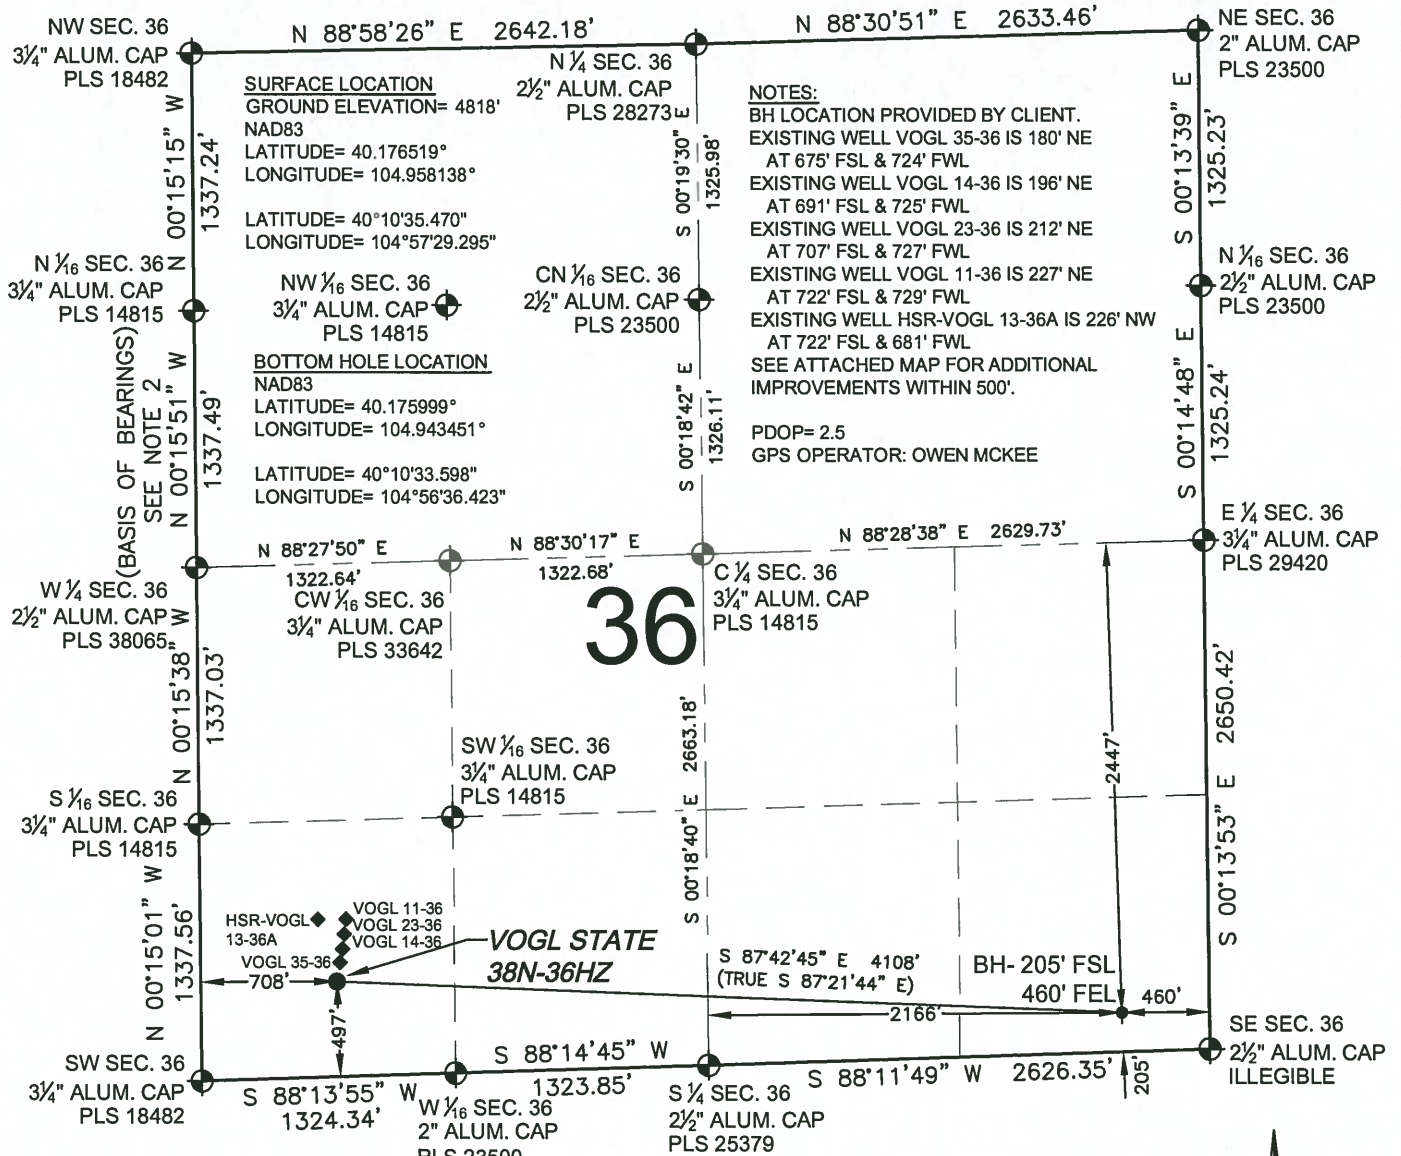 NW SEC. 36
3¼" ALUM. CAP
PLS 18482
N 88°58'26" E 2642.18'
N ¼ SEC. 36
2½" ALUM. CAP
PLS 28273
N 88°30'51" E 2633.46'
NE SEC. 36
2" ALUM. CAP
PLS 23500
SURFACE LOCATION
GROUND ELEVATION= 4818'
NAD83
LATITUDE= 40.176519°
LONGITUDE= 104.958138°
LATITUDE= 40°10'35.470"
LONGITUDE= 104°57'29.295"
NOTES:
BH LOCATION PROVIDED BY CLIENT.
EXISTING WELL VOGL 35-36 IS 180' NE
AT 675' FSL & 724' FWL
EXISTING WELL VOGL 14-36 IS 196' NE
AT 691' FSL & 725' FWL
EXISTING WELL VOGL 23-36 IS 212' NE
AT 707' FSL & 727' FWL
EXISTING WELL VOGL 11-36 IS 227' NE
AT 722' FSL & 729' FWL
EXISTING WELL HSR-VOGL 13-36A IS 226' NW
AT 722' FSL & 681' FWL
SEE ATTACHED MAP FOR ADDITIONAL
IMPROVEMENTS WITHIN 500'.
PDOP= 2.5
GPS OPERATOR: OWEN MCKEE
N 00°15'15" W
1337.24'
S 00°19'30" E
1325.98'
S 00°13'39" E
1325.23'
N 1/16 SEC. 36
3¼" ALUM. CAP
PLS 14815
NW 1/16 SEC. 36
3¼" ALUM. CAP
PLS 14815
CN 1/16 SEC. 36
2½" ALUM. CAP
PLS 23500
N 1/16 SEC. 36
2½" ALUM. CAP
PLS 23500
BOTTOM HOLE LOCATION
NAD83
LATITUDE= 40.175999°
LONGITUDE= 104.943451°
LATITUDE= 40°10'33.598"
LONGITUDE= 104°56'36.423"
(BASIS OF BEARINGS)
SEE NOTE 2
N 00°15'51" W
1337.49'
S 00°18'42" E
1326.11'
S 00°14'48" E
1325.24'
W ¼ SEC. 36
2½" ALUM. CAP
PLS 38065
N 88°27'50" E
1322.64'
CW 1/16 SEC. 36
3¼" ALUM. CAP
PLS 33642
N 88°30'17" E
1322.68'
C ¼ SEC. 36
3¼" ALUM. CAP
PLS 14815
N 88°28'38" E 2629.73'
E ¼ SEC. 36
3¼" ALUM. CAP
PLS 29420
36
N 00°15'38" W
1337.03'
S 00°18'40" E 2663.18'
2447'
S 00°13'53" E 2650.42'
S 1/16 SEC. 36
3¼" ALUM. CAP
PLS 14815
SW 1/16 SEC. 36
3¼" ALUM. CAP
PLS 14815
N 00°15'01" W
1337.56'
HSR-VOGL
13-36A
VOGL 11-36
VOGL 23-36
VOGL 14-36
VOGL 35-36
VOGL STATE
38N-36HZ
708'
497'
S 87°42'45" E 4108'
(TRUE S 87°21'44" E)
BH- 205' FSL
460' FEL
2166'
460'
205'
SW SEC. 36
3¼" ALUM. CAP
PLS 18482
S 88°13'55" W
1324.34'
W 1/16 SEC. 36
2" ALUM. CAP
PLS 23500
S 88°14'45" W
1323.85'
S ¼ SEC. 36
2½" ALUM. CAP
PLS 25379
S 88°11'49" W 2626.35'
SE SEC. 36
2½" ALUM. CAP
ILLEGIBLE